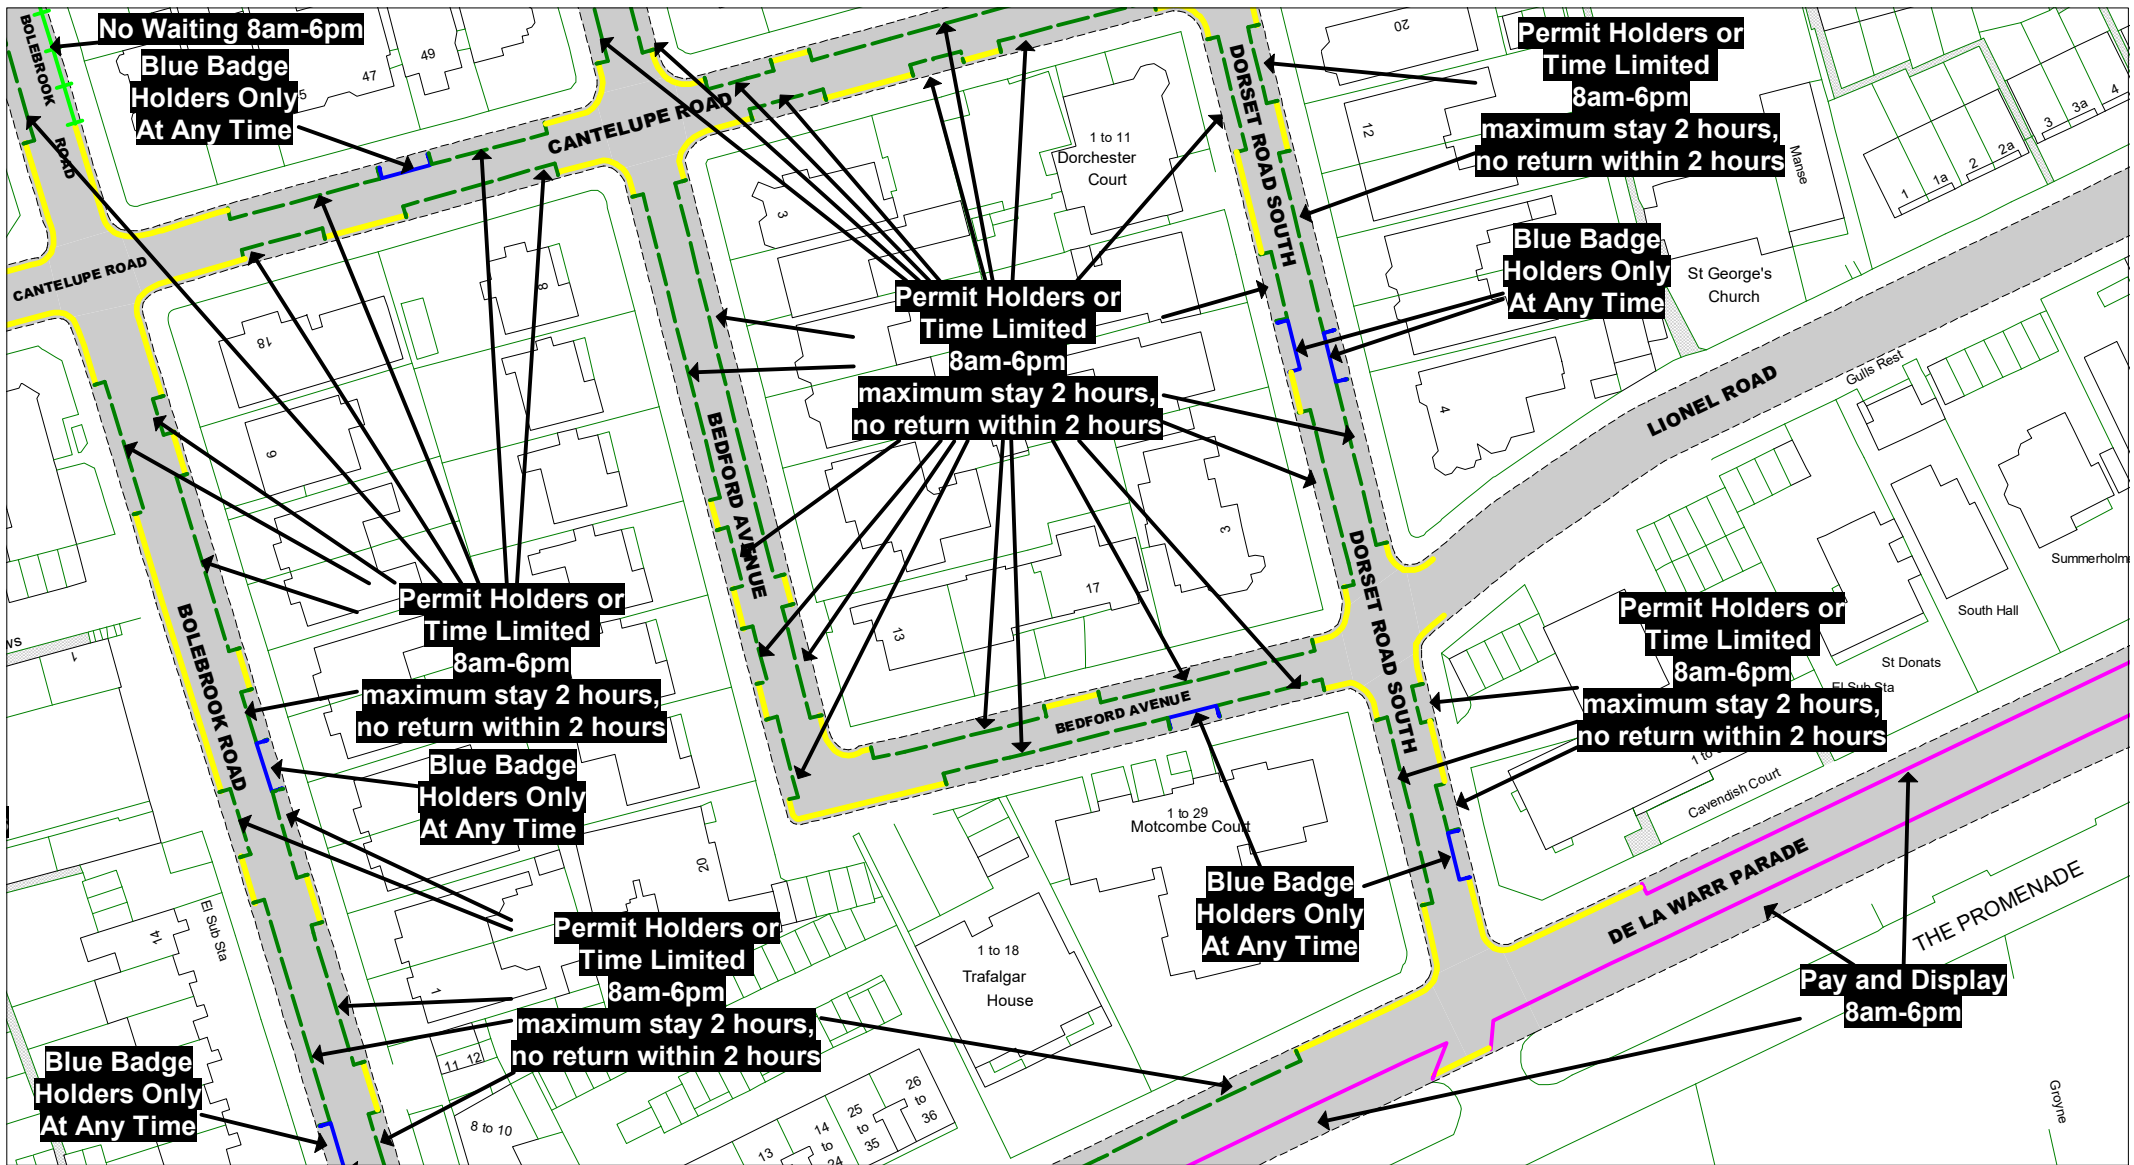 No Waiting 8am-6pm
Blue Badge
Holders Only
At Any Time
BOLEBROOK
ROAD
47
49
CANTELUPE ROAD
CANTELUPE ROAD
20
12
Permit Holders or
Time Limited
8am-6pm
maximum stay 2 hours,
no return within 2 hours
DORSET ROAD SOUTH
1 to 11
Dorchester
Court
3
Manse
1
1a
2
2a
3
3a
4
Blue Badge
Holders Only
At Any Time
St George's
Church
18
8
9
Permit Holders or
Time Limited
8am-6pm
maximum stay 2 hours,
no return within 2 hours
4
LIONEL ROAD
Gulls Rest
BEDFORD AVENUE
3
17
13
DORSET ROAD SOUTH
Summerholm
South Hall
St Donats
El Sub Sta
Permit Holders or
Time Limited
8am-6pm
maximum stay 2 hours,
no return within 2 hours
Permit Holders or
Time Limited
8am-6pm
maximum stay 2 hours,
no return within 2 hours
1
BOLEBROOK ROAD
BEDFORD AVENUE
Blue Badge
Holders Only
At Any Time
1 to 29
Motcombe Court
Cavendish Court
20
Blue Badge
Holders Only
At Any Time
DE LA WARR PARADE
THE PROMENADE
14
El Sub Sta
1
Permit Holders or
Time Limited
8am-6pm
maximum stay 2 hours,
no return within 2 hours
1 to 18
Trafalgar
House
Pay and Display
8am-6pm
Blue Badge
Holders Only
At Any Time
11
12
8 to 10
13
14
to
24
25
to
35
26
to
36
Groyne